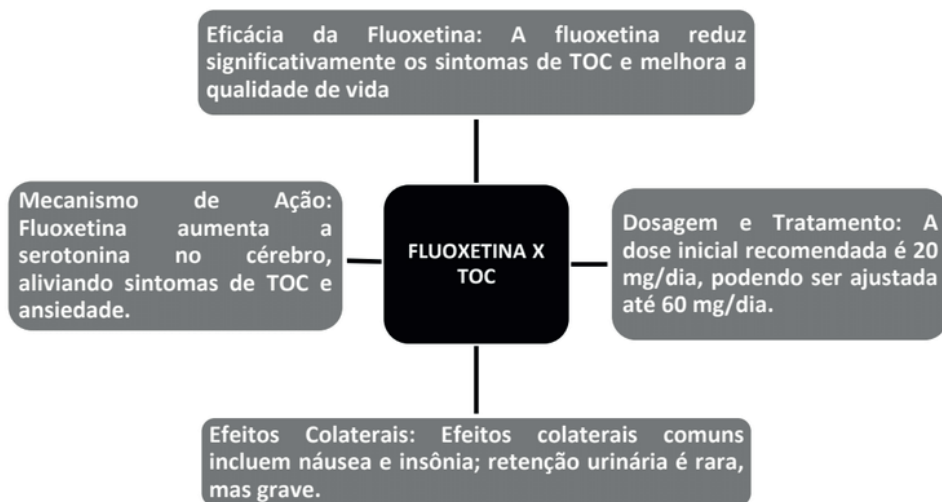 Eficácia da Fluoxetina: A fluoxetina reduz
significativamente os sintomas de TOC e melhora a
qualidade de vida
Mecanismo de Ação:
Fluoxetina aumenta a
serotonina no cérebro,
aliviando sintomas de TOC e
ansiedade.
FLUOXETINA X
TOC
Dosagem e Tratamento: A
dose inicial recomendada é 20
mg/dia, podendo ser ajustada
até 60 mg/dia.
Efeitos Colaterais: Efeitos colaterais comuns
incluem náusea e insônia; retenção urinária é rara,
mas grave.